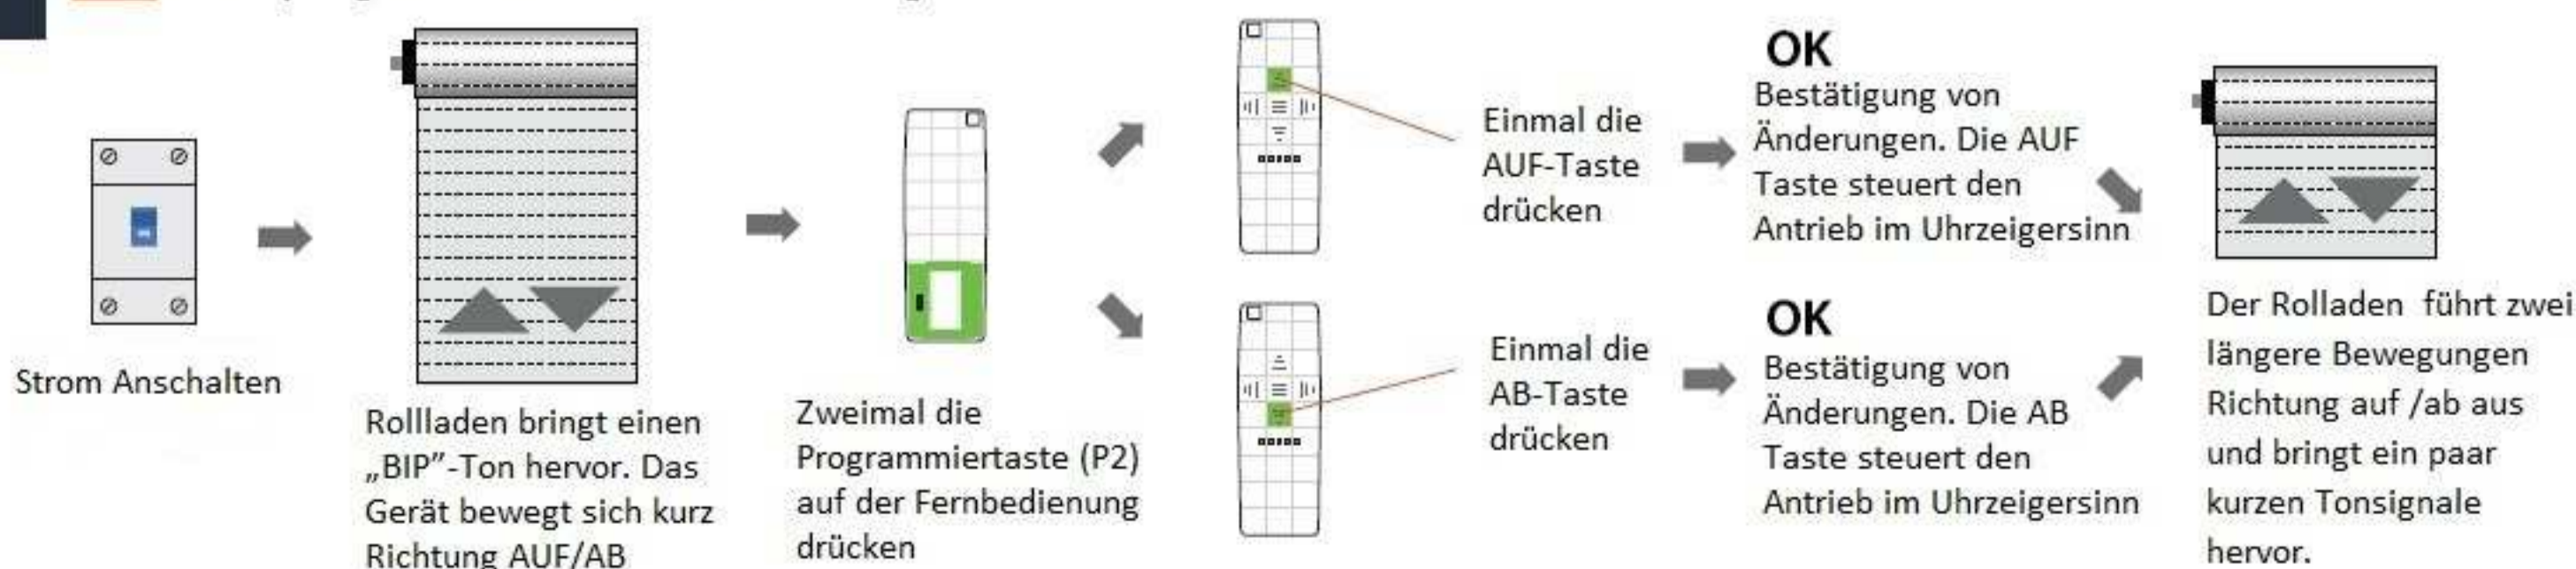 Strom Anschalten
Rollladen bringt einen
„BIP”-Ton hervor. Das
Gerät bewegt sich kurz
Richtung AUF/AB
Zweimal die
Programmiertaste (P2)
auf der Fernbedienung
drücken
Einmal die
AUF-Taste
drücken
OK
Bestätigung von
Änderungen. Die AUF
Taste steuert den
Antrieb im Uhrzeigersinn
Einmal die
AB-Taste
drücken
OK
Bestätigung von
Änderungen. Die AB
Taste steuert den
Antrieb im Uhrzeigersinn
Der Rolladen führt zwei
längere Bewegungen
Richtung auf /ab aus
und bringt ein paar
kurzen Tonsignale
hervor.